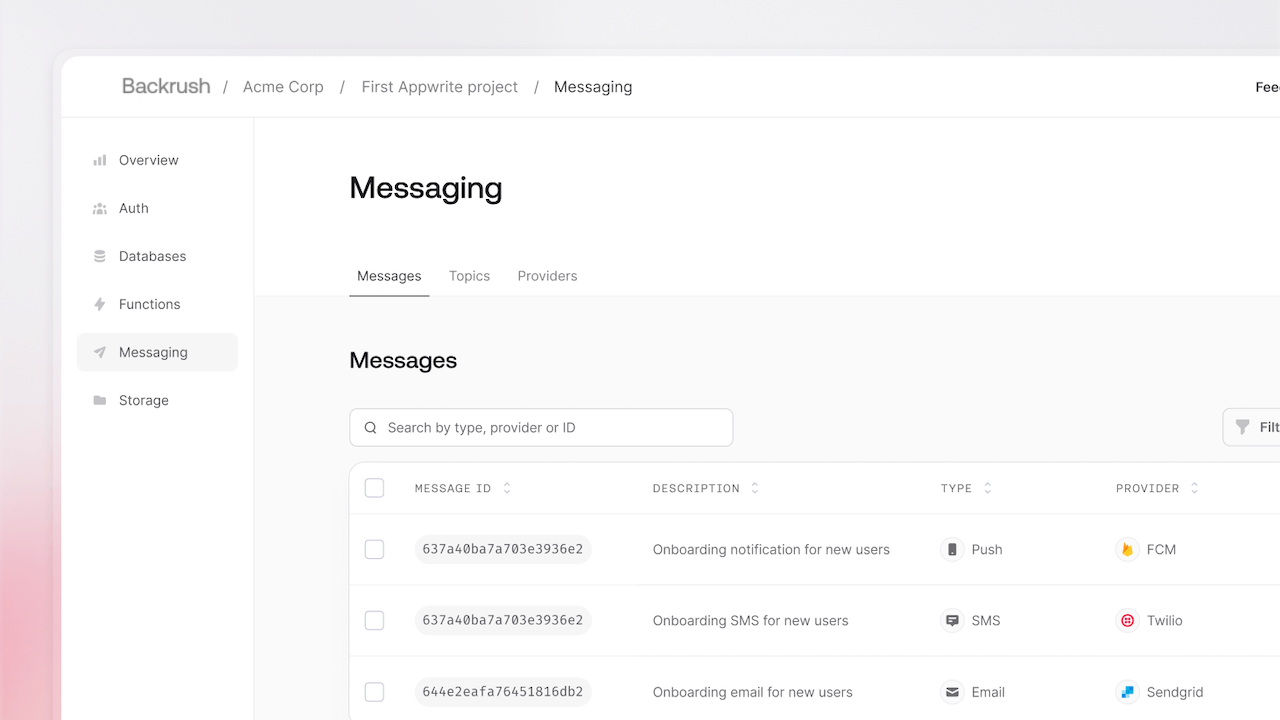 Backrush / Acme Corp / First Appwrite project / Messaging
Fee
Overview
Auth
Databases
Functions
Messaging
Storage
Messaging
Messages Topics Providers
Messages
Search by type, provider or ID
Filt
MESSAGE ID DESCRIPTION TYPE PROVIDER
637a40ba7a703e3936e2 Onboarding notification for new users Push FCM
637a40ba7a703e3936e2 Onboarding SMS for new users SMS Twilio
644e2eafa76451816db2 Onboarding email for new users Email Sendgrid